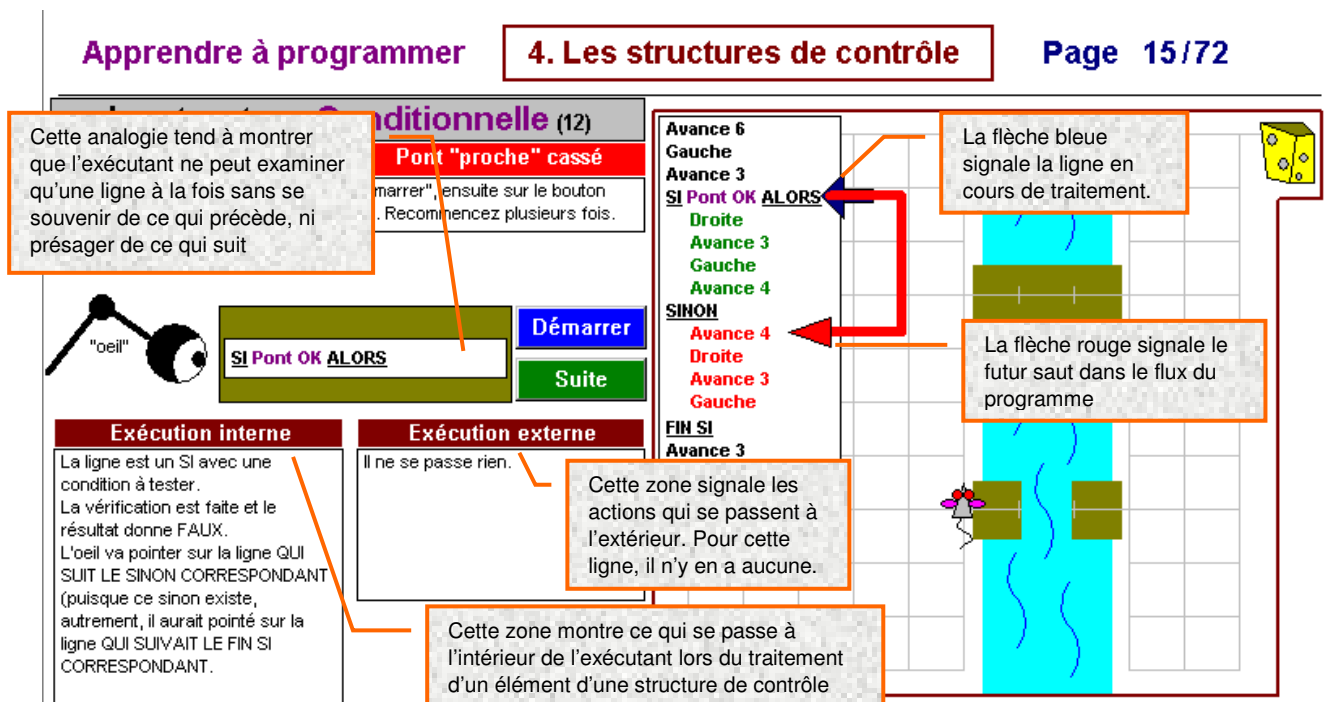 Apprendre à programmer
4. Les structures de contrôle
Page 15/72
Conditionnelle (12)
Pont "proche" cassé
ensuite sur le bouton
. Recommencez plusieurs fois.
Cette analogie tend à montrer
que l'exécutant ne peut examiner
qu'une ligne à la fois sans se
souvenir de ce qui précède, ni
présager de ce qui suit
"oeil"
SI Pont OK ALORS
Démarrer
Suite
Exécution interne
La ligne est un SI avec une
condition à tester.
La vérification est faite et le
résultat donne FAUX.
L'oeil va pointer sur la ligne QUI
SUIT LE SINON CORRESPONDANT
(puisque ce sinon existe,
autrement, il aurait pointé sur la
ligne QUI SUIVAIT LE FIN SI
CORRESPONDANT.
Exécution externe
Il ne se passe rien.
Cette zone signale les
actions qui se passent à
l'extérieur. Pour cette
ligne, il n'y en a aucune.
Cette zone montre ce qui se passe à
l'intérieur de l'exécutant lors du traitement
d'un élément d'une structure de contrôle
Avance 6
Gauche
Avance 3
SI Pont OK ALORS
Droite
Avance 3
Gauche
Avance 4
SINON
Avance 4
Droite
Avance 3
Gauche
FIN SI
Avance 3
La flèche bleue
signale la ligne en
cours de traitement.
La flèche rouge signale le
futur saut dans le flux du
programme